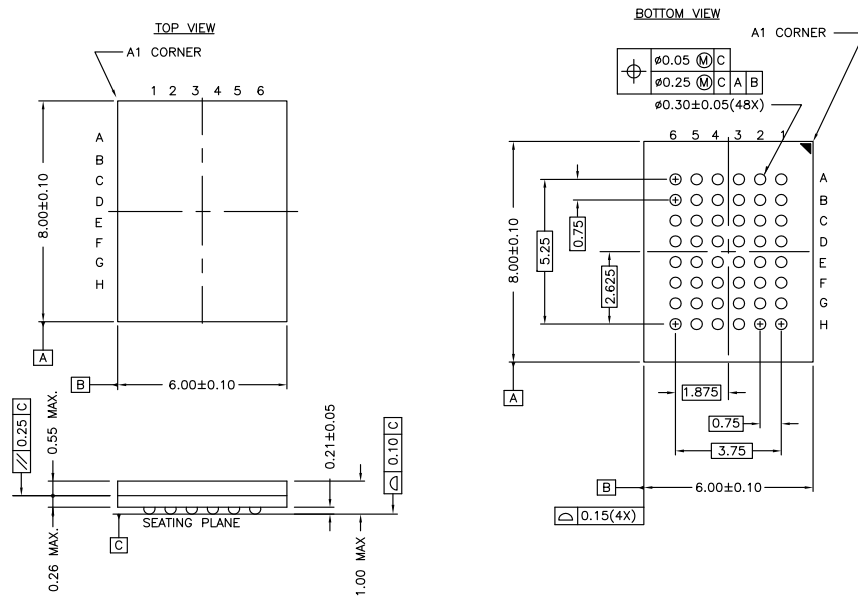 TOP VIEW
A1 CORNER
1 2 3 4 5 6
A
B
C
D
E
F
G
H
8.00±0.10
A
B
6.00±0.10
// 0.25 C
0.55 MAX.
0.21±0.05
⌓ 0.10 C
SEATING PLANE
C
0.26 MAX.
1.00 MAX.
BOTTOM VIEW
A1 CORNER
⌖ ø0.05 Ⓜ C
ø0.25 Ⓜ C A B
ø0.30±0.05(48X)
6 5 4 3 2 1
A
B
C
D
E
F
G
H
8.00±0.10
5.25
0.75
2.625
A
1.875
0.75
3.75
B
6.00±0.10
⌓ 0.15(4X)